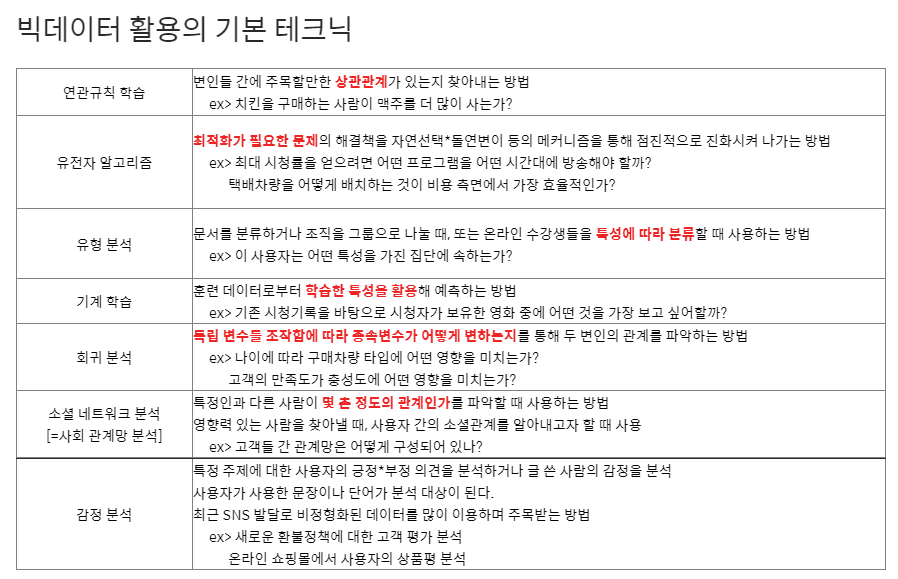 빅데이터 활용의 기본 테크닉
연관규칙 학습
변인들 간에 주목할만한 상관관계가 있는지 찾아내는 방법
ex> 치킨을 구매하는 사람이 맥주를 더 많이 사는가?
유전자 알고리즘
최적화가 필요한 문제의 해결책을 자연선택*돌연변이 등의 메커니즘을 통해 점진적으로 진화시켜 나가는 방법
ex> 최대 시청률을 얻으려면 어떤 프로그램을 어떤 시간대에 방송해야 할까?
택배차량을 어떻게 배치하는 것이 비용 측면에서 가장 효율적인가?
유형 분석
문서를 분류하거나 조직을 그룹으로 나눌 때, 또는 온라인 수강생들을 특성에 따라 분류할 때 사용하는 방법
ex> 이 사용자는 어떤 특성을 가진 집단에 속하는가?
기계 학습
훈련 데이터로부터 학습한 특성을 활용해 예측하는 방법
ex> 기존 시청기록을 바탕으로 시청자가 보유한 영화 중에 어떤 것을 가장 보고 싶어할까?
회귀 분석
독립 변수를 조작함에 따라 종속변수가 어떻게 변하는지를 통해 두 변인의 관계를 파악하는 방법
ex> 나이에 따라 구매차량 타입에 어떤 영향을 미치는가?
고객의 만족도가 충성도에 어떤 영향을 미치는가?
소셜 네트워크 분석
[=사회 관계망 분석]
특정인과 다른 사람이 몇 촌 정도의 관계인가를 파악할 때 사용하는 방법
영향력 있는 사람을 찾아낼 때, 사용자 간의 소셜관계를 알아내고자 할 때 사용
ex> 고객들 간 관계망은 어떻게 구성되어 있나?
감정 분석
특정 주제에 대한 사용자의 긍정*부정 의견을 분석하거나 글 쓴 사람의 감정을 분석
사용자가 사용한 문장이나 단어가 분석 대상이 된다.
최근 SNS 발달로 비정형화된 데이터를 많이 이용하며 주목받는 방법
ex> 새로운 환불정책에 대한 고객 평가 분석
온라인 쇼핑몰에서 사용자의 상품평 분석